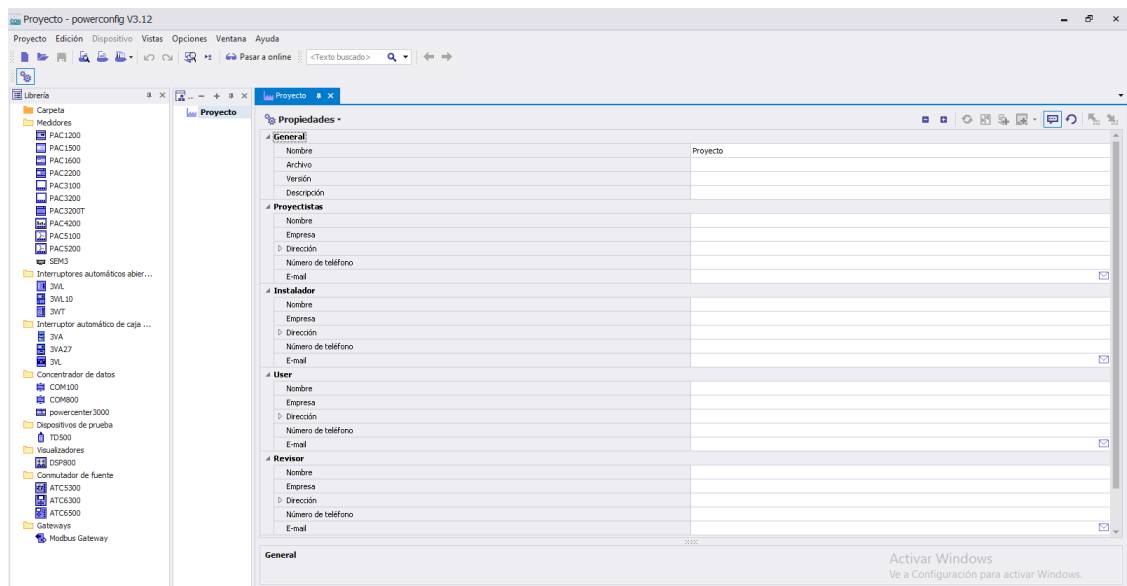 CON Proyecto - powerconfig V3.12
Proyecto Edición Dispositivo Vistas Opciones Ventana Ayuda
Pasar a online <Texto buscado>
Librería
Carpeta
Medidores
PAC1200
PAC1500
PAC1600
PAC2200
PAC3100
PAC3200
PAC3200T
PAC4200
PAC5100
PAC5200
SEM3
Interruptores automáticos abier...
3WL
3WL10
3WT
Interruptor automático de caja ...
3VA
3VA27
3VL
Concentrador de datos
COM100
COM800
powercenter3000
Dispositivos de prueba
TD500
Visualizadores
DSP800
Conmutador de fuente
ATC5300
ATC6300
ATC6500
Gateways
Modbus Gateway
..
Proyecto
Proyecto
Propiedades
General
Nombre Proyecto
Archivo
Versión
Descripción
Proyectistas
Nombre
Empresa
Dirección
Número de teléfono
E-mail
Instalador
Nombre
Empresa
Dirección
Número de teléfono
E-mail
User
Nombre
Empresa
Dirección
Número de teléfono
E-mail
Revisor
Nombre
Empresa
Dirección
Número de teléfono
E-mail
General
Activar Windows
Ve a Configuración para activar Windows.